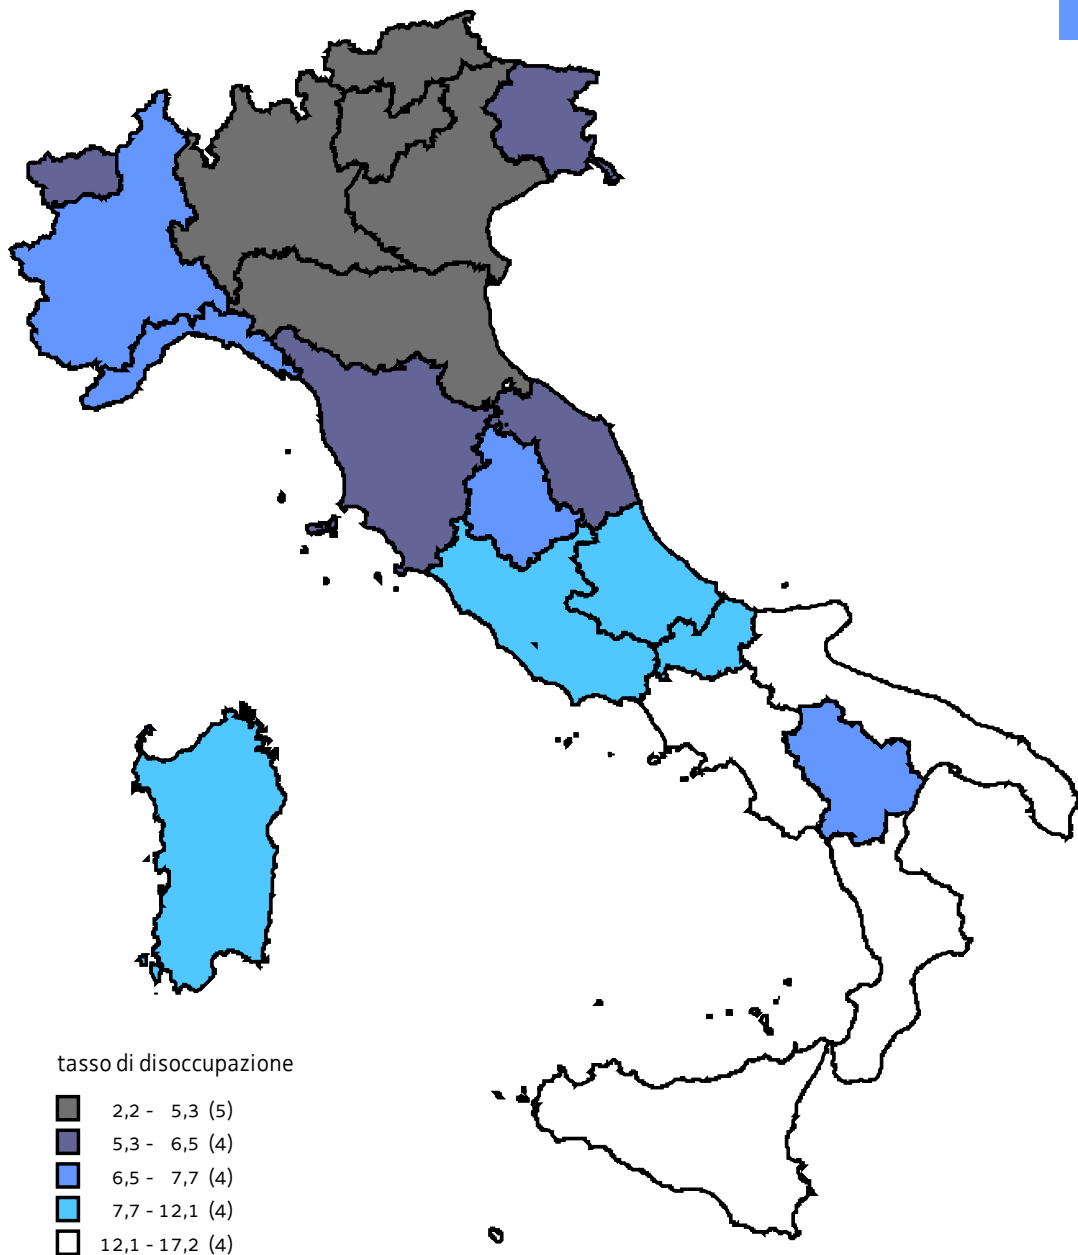 tasso di disoccupazione
2,2 - 5,3 (5)
5,3 - 6,5 (4)
6,5 - 7,7 (4)
7,7 - 12,1 (4)
12,1 - 17,2 (4)